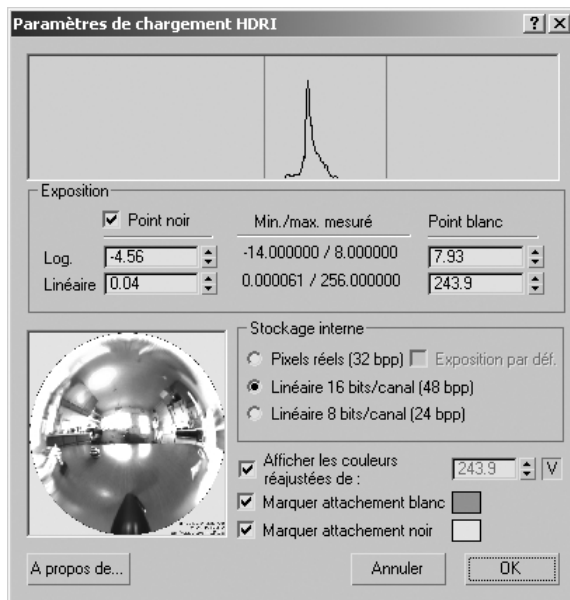 Paramètres de chargement HDRI
Exposition
Point noir Min./max. mesuré Point blanc
Log. -4.56 -14.000000 / 8.000000 7.93
Linéaire 0.04 0.000061 / 256.000000 243.9
Stockage interne
Pixels réels (32 bpp) Exposition par déf.
Linéaire 16 bits/canal (48 bpp)
Linéaire 8 bits/canal (24 bpp)
Afficher les couleurs
réajustées de : 243.9 V
Marquer attachement blanc
Marquer attachement noir
A propos de... Annuler OK